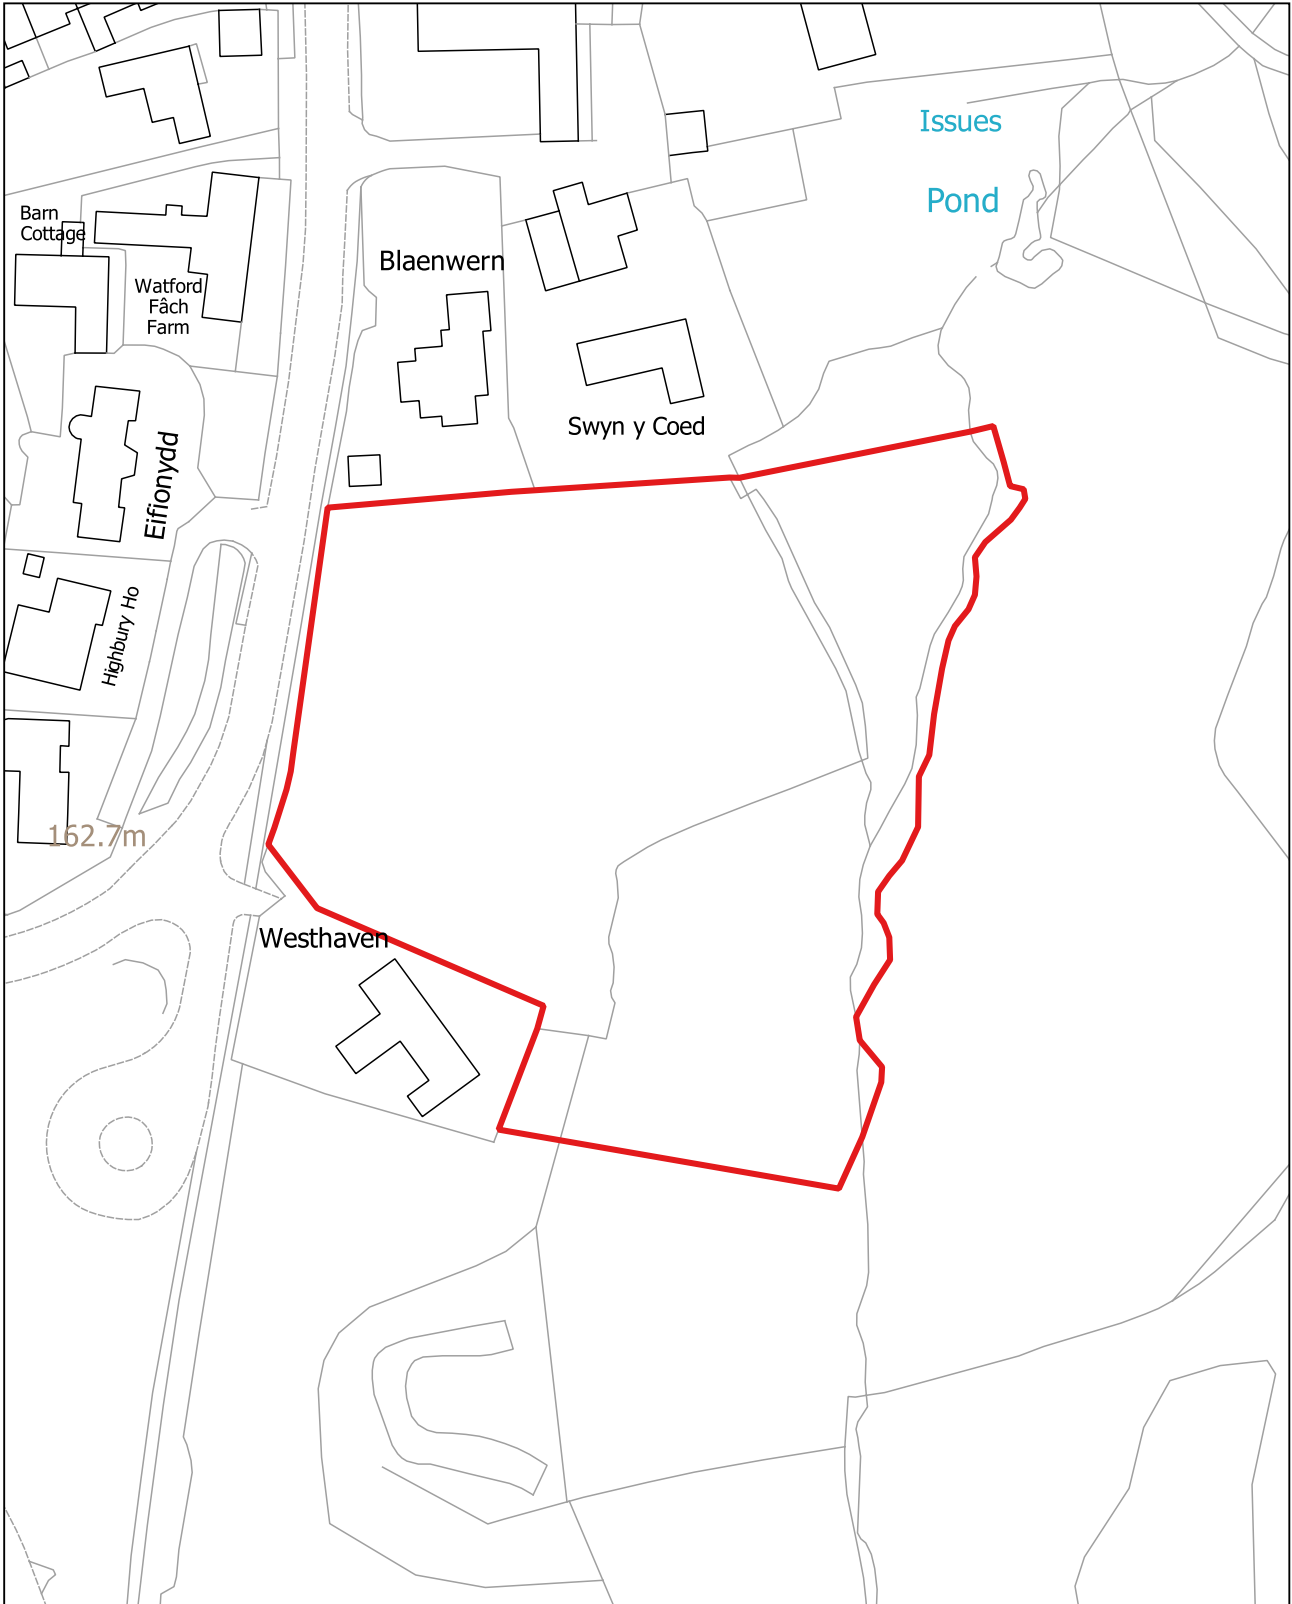 Issues
Pond
Barn
Cottage
Blaenwern
Watford
Fâch
Farm
Swyn y Coed
Eifionydd
Highbury Ho
162.7m
Westhaven